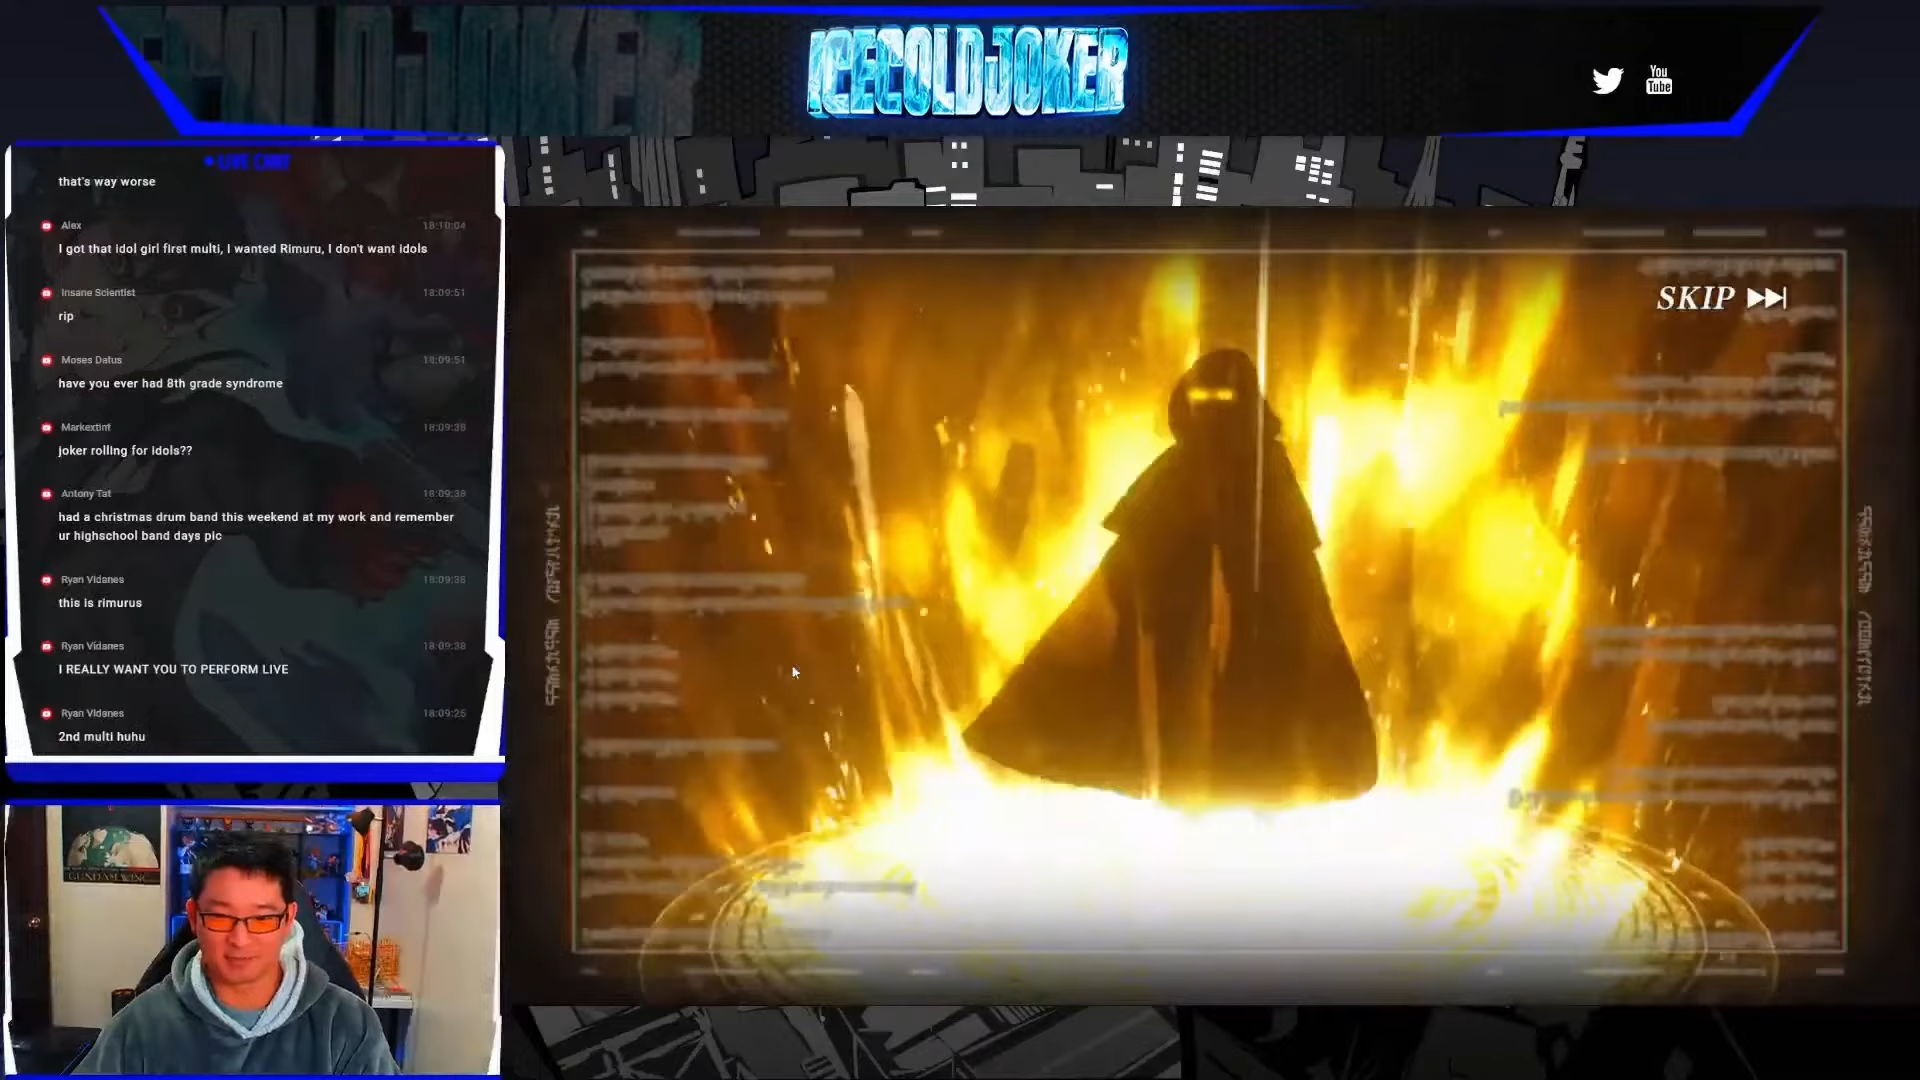 ICECOLDJOKER
You
Tube
LIVE CHAT
that's way worse
Alex 18:10:04
I got that idol girl first multi, I wanted Rimuru, I don't want idols
Insane Scientist 18:09:51
rip
Moses Datus 18:09:51
have you ever had 8th grade syndrome
Markextint 18:09:38
joker rolling for idols??
Antony Tat 18:09:38
had a christmas drum band this weekend at my work and remember
ur highschool band days pic
Ryan Vidanes 18:09:38
this is rimurus
Ryan Vidanes 18:09:38
I REALLY WANT YOU TO PERFORM LIVE
Ryan Vidanes 18:09:25
2nd multi huhu
SKIP
GUNDAM WING